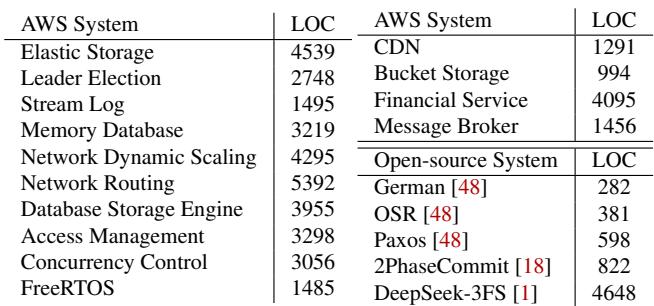 AWS System LOC
Elastic Storage 4539
Leader Election 2748
Stream Log 1495
Memory Database 3219
Network Dynamic Scaling 4295
Network Routing 5392
Database Storage Engine 3955
Access Management 3298
Concurrency Control 3056
FreeRTOS 1485
AWS System LOC
CDN 1291
Bucket Storage 994
Financial Service 4095
Message Broker 1456
Open-source System LOC
German [48] 282
OSR [48] 381
Paxos [48] 598
2PhaseCommit [18] 822
DeepSeek-3FS [1] 4648